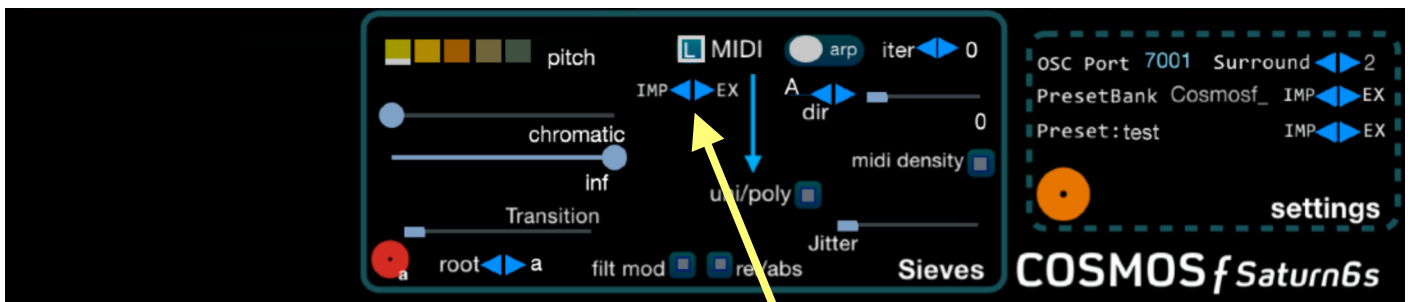 pitch
L MIDI
arp
iter 0
IMP EX
A
dir
0
chromatic
inf
midi density
uni/poly
Transition
Jitter
a
root a
filt mod
rel/abs
Sieves
OSC Port 7001 Surround 2
PresetBank Cosmosf_ IMP EX
Preset:test IMP EX
settings
COSMOS f Saturn6s